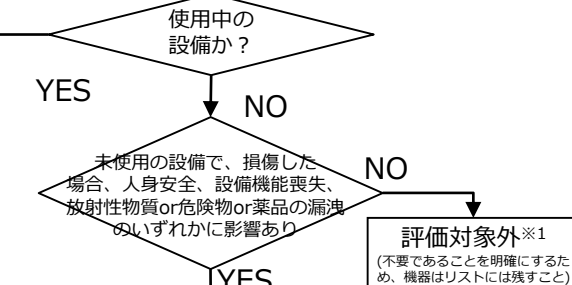 使用中の
設備か?
YES
NO
未使用の設備で、損傷した
場合、人身安全、設備機能喪失、
放射性物質or危険物or薬品の漏洩
のいずれかに影響あり
NO
評価対象外※1
(不要であることを明確にするた
め、機器はリストには残すこと)
YES